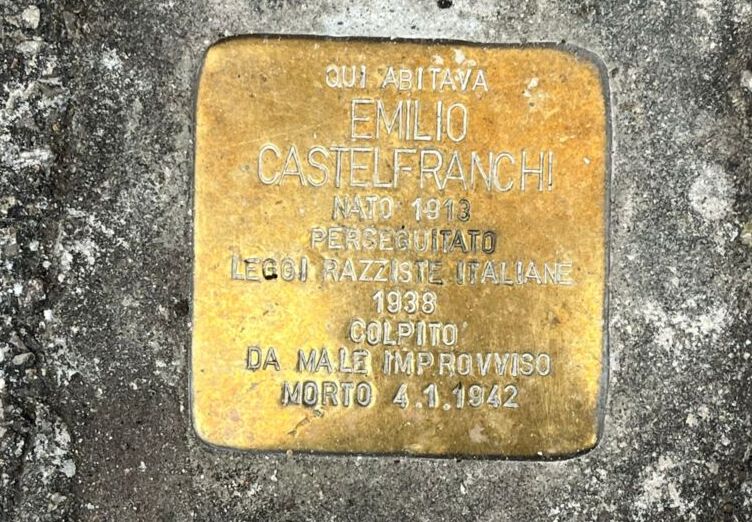 QUI ABITAVA
EMILIO
CASTELFRANCHI
NATO 1913
PERSEGUITATO
LEGGI RAZZISTE ITALIANE
1938
COLPITO
DA MALE IMPROVVISO
MORTO 4.1.1942